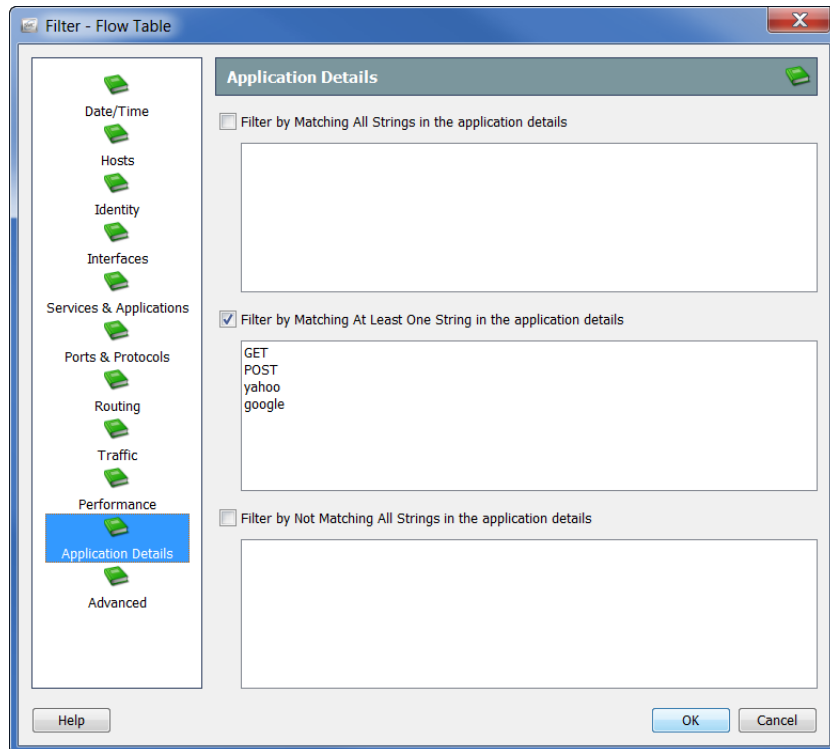 Filter - Flow Table
Date/Time
Hosts
Identity
Interfaces
Services & Applications
Ports & Protocols
Routing
Traffic
Performance
Application Details
Advanced
Application Details
Filter by Matching All Strings in the application details
Filter by Matching At Least One String in the application details
GET
POST
yahoo
google
Filter by Not Matching All Strings in the application details
Help
OK
Cancel